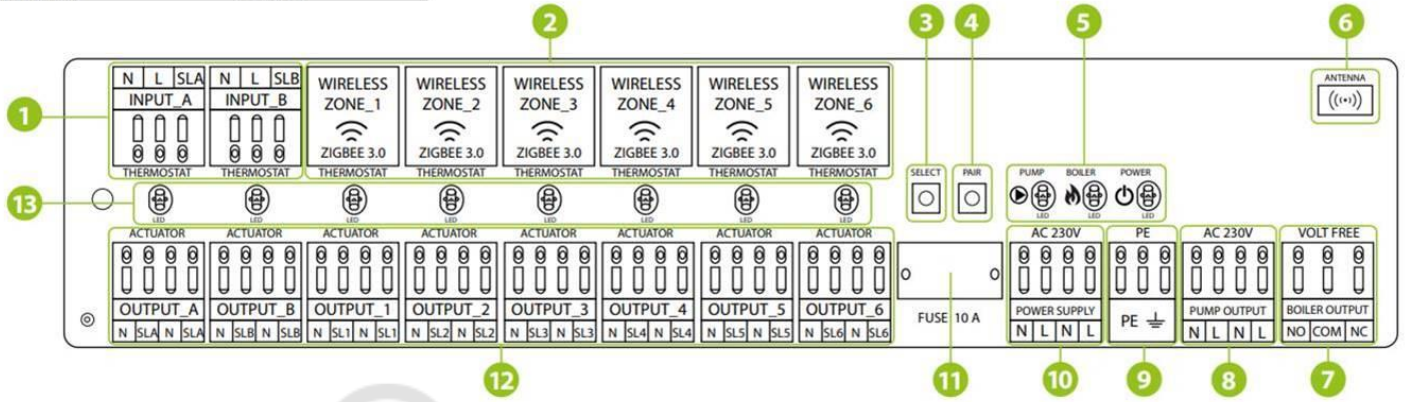 2 3 4 5 6
N L SLA N L SLB
INPUT_A INPUT_B
WIRELESS ZONE_1 WIRELESS ZONE_2 WIRELESS ZONE_3 WIRELESS ZONE_4 WIRELESS ZONE_5 WIRELESS ZONE_6
ZIGBEE 3.0 ZIGBEE 3.0 ZIGBEE 3.0 ZIGBEE 3.0 ZIGBEE 3.0 ZIGBEE 3.0
ANTENNA
1
THERMOSTAT THERMOSTAT THERMOSTAT THERMOSTAT THERMOSTAT THERMOSTAT THERMOSTAT THERMOSTAT
SELECT PAIR PUMP BOILER POWER
13
LED LED LED LED LED LED LED LED LED LED LED
ACTUATOR ACTUATOR ACTUATOR ACTUATOR ACTUATOR ACTUATOR ACTUATOR ACTUATOR AC 230V PE AC 230V VOLT FREE
OUTPUT_A OUTPUT_B OUTPUT_1 OUTPUT_2 OUTPUT_3 OUTPUT_4 OUTPUT_5 OUTPUT_6 FUSE 10 A POWER SUPPLY PE PUMP OUTPUT BOILER OUTPUT
N SLA N SLA N SLB N SLB N SL1 N SL1 N SL2 N SL2 N SL3 N SL3 N SL4 N SL4 N SL5 N SL5 N SL6 N SL6 N L N L N L N L NO COM NC
12 11 10 9 8 7